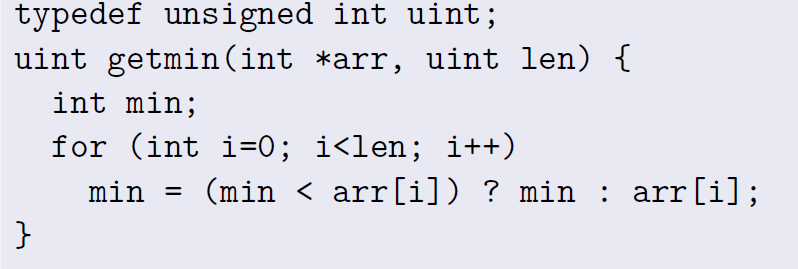 typedef unsigned int uint;
uint getmin(int *arr, uint len) {
  int min;
  for (int i=0; i<len; i++)
    min = (min < arr[i]) ? min : arr[i];
}